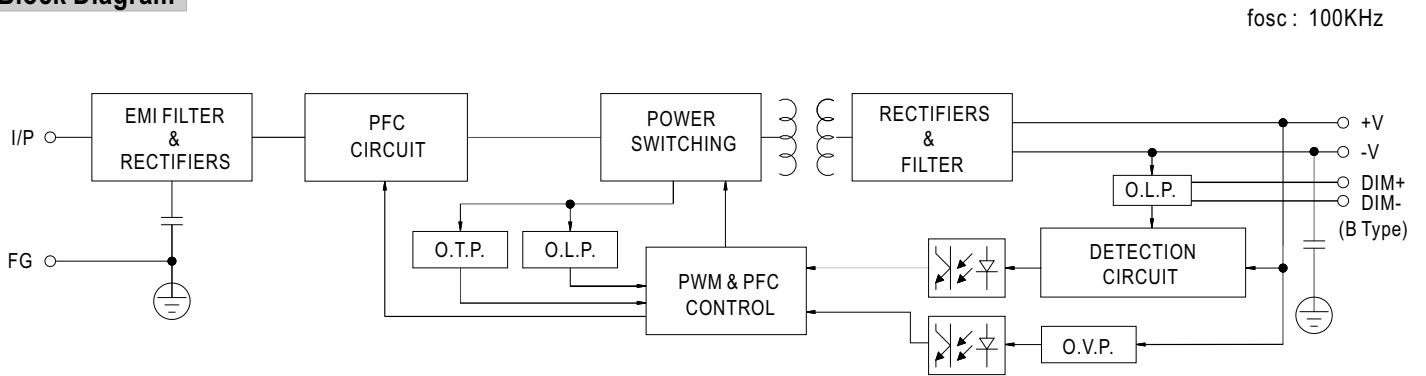 Block Diagram
fosc : 100KHz
I/P
EMI FILTER
&
RECTIFIERS
PFC
CIRCUIT
POWER
SWITCHING
RECTIFIERS
&
FILTER
+V
-V
DIM+
DIM-
(B Type)
O.L.P.
O.T.P.
O.L.P.
FG
PWM & PFC
CONTROL
DETECTION
CIRCUIT
O.V.P.